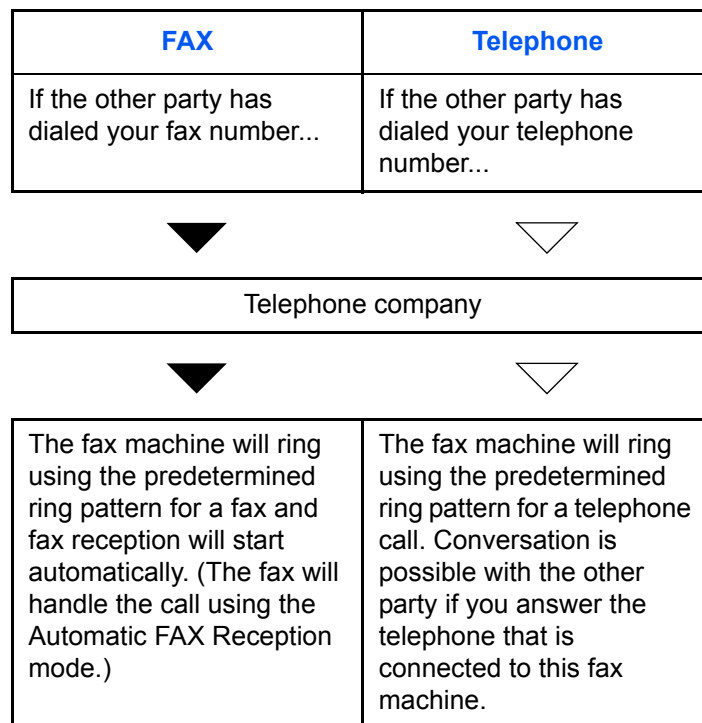 FAX
Telephone
If the other party has
dialed your fax number...
If the other party has
dialed your telephone
number...
Telephone company
The fax machine will ring
using the predetermined
ring pattern for a fax and
fax reception will start
automatically. (The fax will
handle the call using the
Automatic FAX Reception
mode.)
The fax machine will ring
using the predetermined
ring pattern for a telephone
call. Conversation is
possible with the other
party if you answer the
telephone that is
connected to this fax
machine.